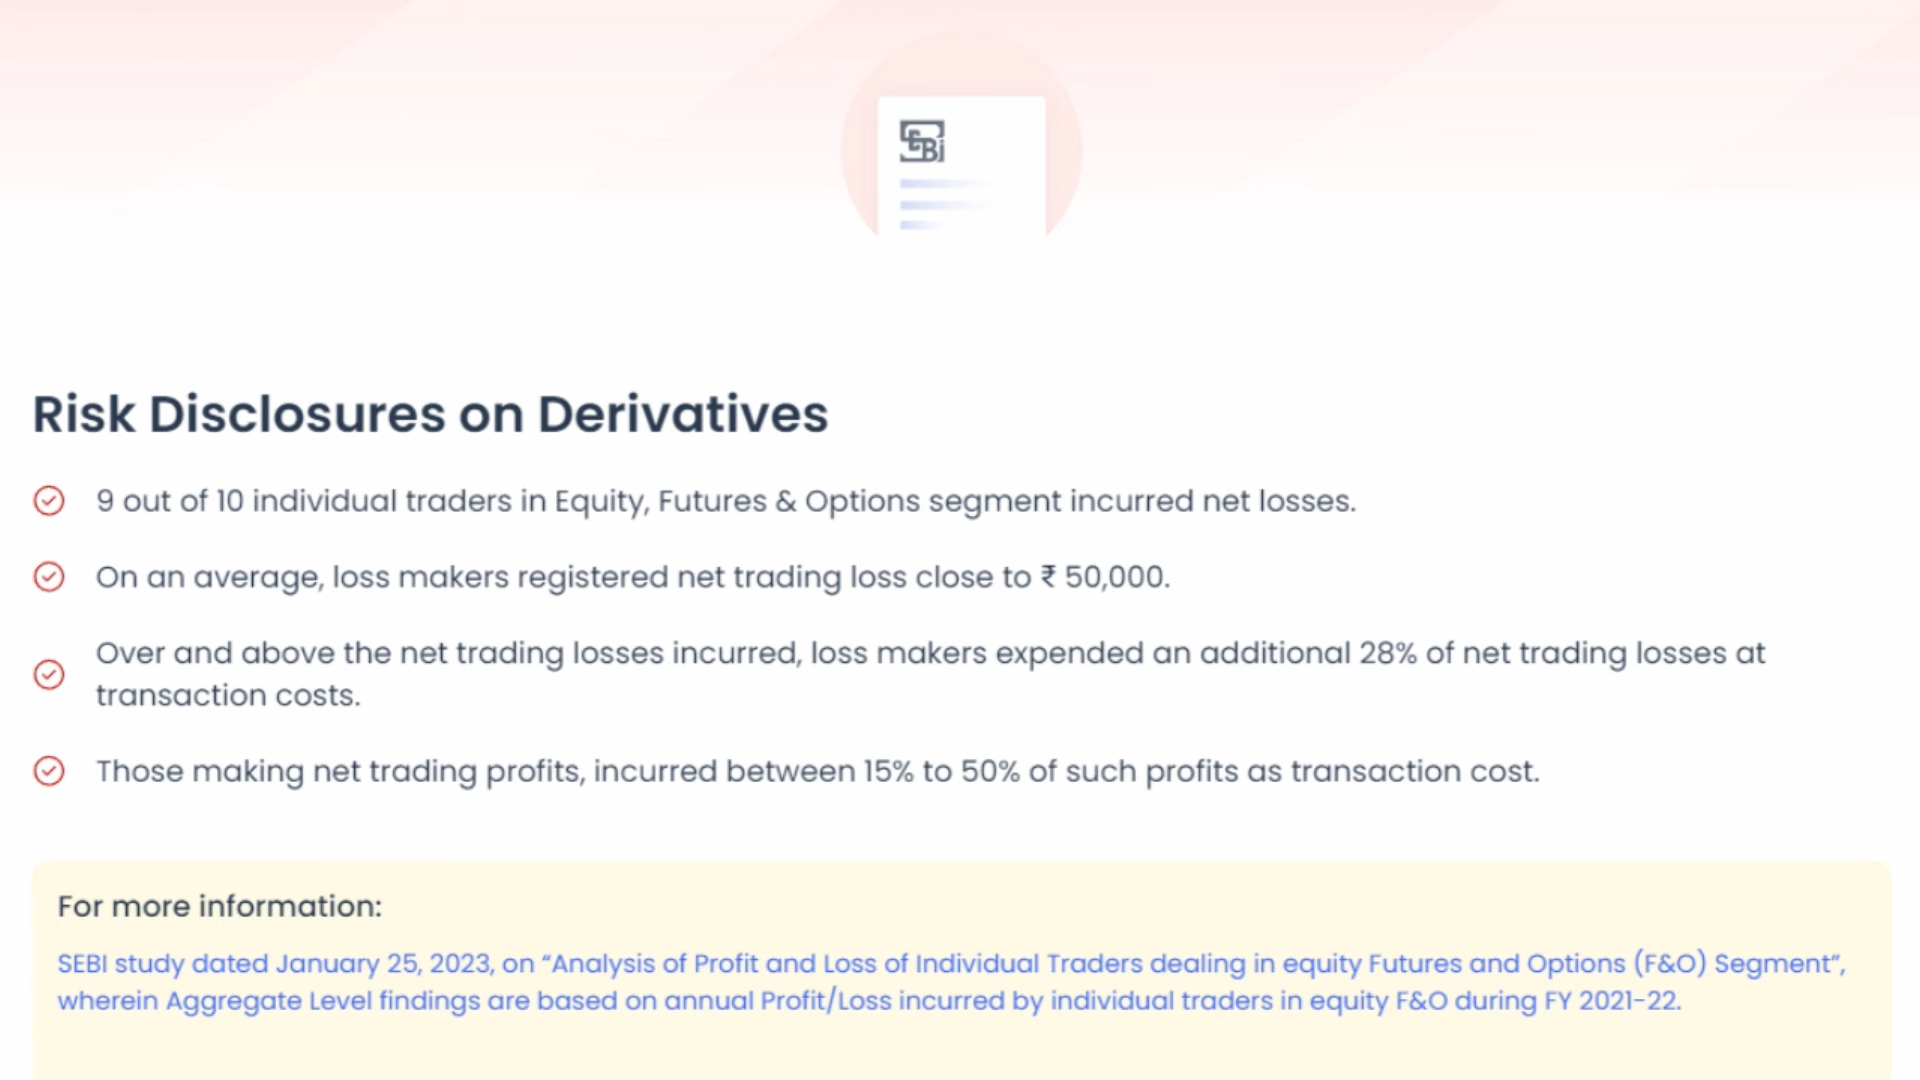 SEBI
Risk Disclosures on Derivatives
9 out of 10 individual traders in Equity, Futures & Options segment incurred net losses.
On an average, loss makers registered net trading loss close to ₹ 50,000.
Over and above the net trading losses incurred, loss makers expended an additional 28% of net trading losses at
transaction costs.
Those making net trading profits, incurred between 15% to 50% of such profits as transaction cost.
For more information:
SEBI study dated January 25, 2023, on “Analysis of Profit and Loss of Individual Traders dealing in equity Futures and Options (F&O) Segment”,
wherein Aggregate Level findings are based on annual Profit/Loss incurred by individual traders in equity F&O during FY 2021-22.